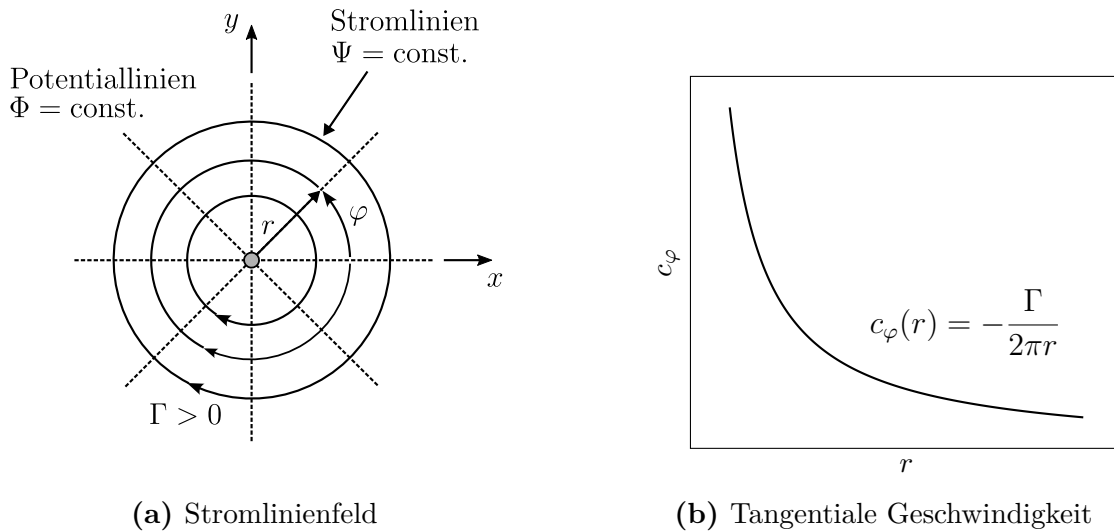 y
Stromlinien
Ψ = const.
Potentiallinien
Φ = const.
r
φ
x
Γ > 0
(a) Stromlinienfeld
c_φ
c_φ(r) = −Γ/(2πr)
r
(b) Tangentiale Geschwindigkeit